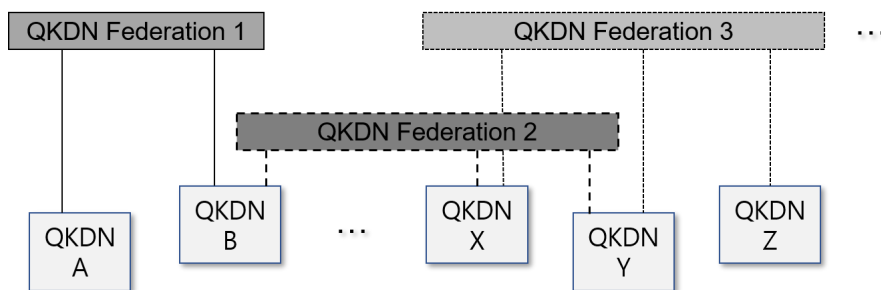 QKDN Federation 1
QKDN Federation 3
...
QKDN Federation 2
QKDN
B
...
QKDN
X
QKDN
Z
QKDN
A
QKDN
Y